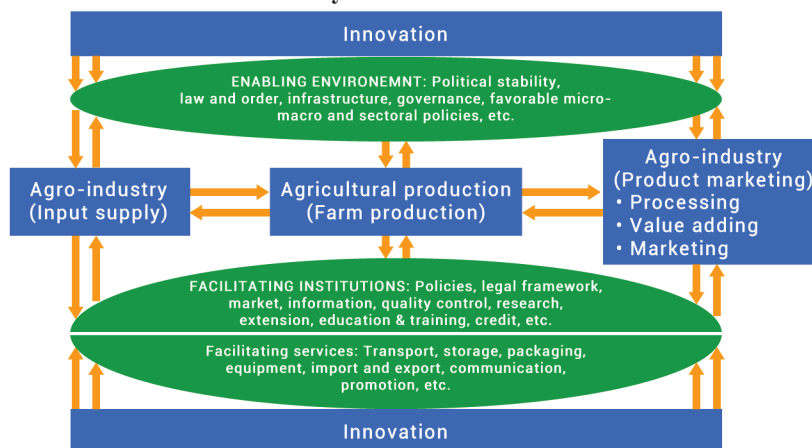 Innovation
ENABLING ENVIRONEMNT: Political stability,
law and order, infrastructure, governance, favorable micro-
macro and sectoral policies, etc.
Agro-industry
(Input supply)
Agricultural production
(Farm production)
Agro-industry
(Product marketing)
• Processing
• Value adding
• Marketing
FACILITATING INSTITUTIONS: Policies, legal framework,
market, information, quality control, research,
extension, education & training, credit, etc.
Facilitating services: Transport, storage, packaging,
equipment, import and export, communication,
promotion, etc.
Innovation